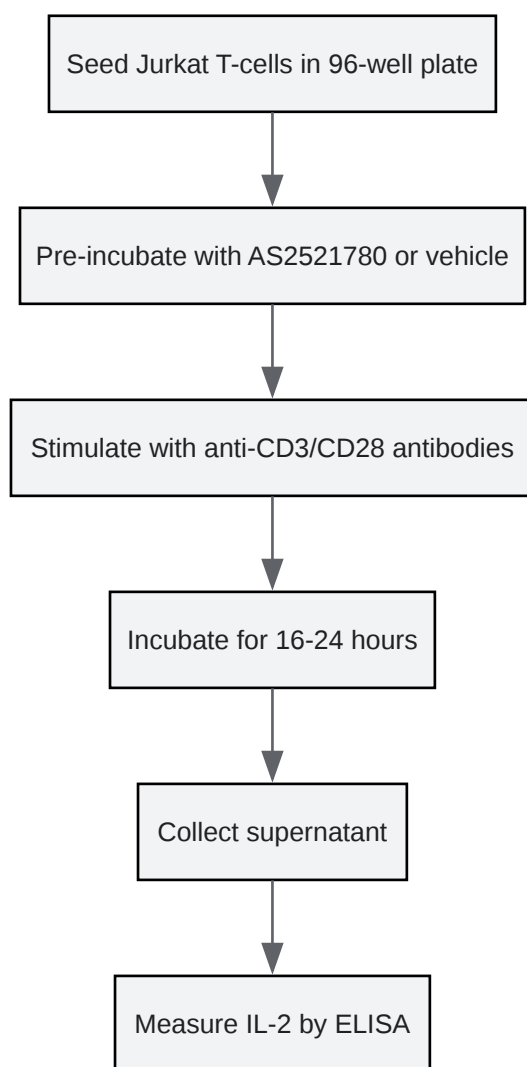 Seed Jurkat T-cells in 96-well plate
Pre-incubate with AS2521780 or vehicle
Stimulate with anti-CD3/CD28 antibodies
Incubate for 16-24 hours
Collect supernatant
Measure IL-2 by ELISA